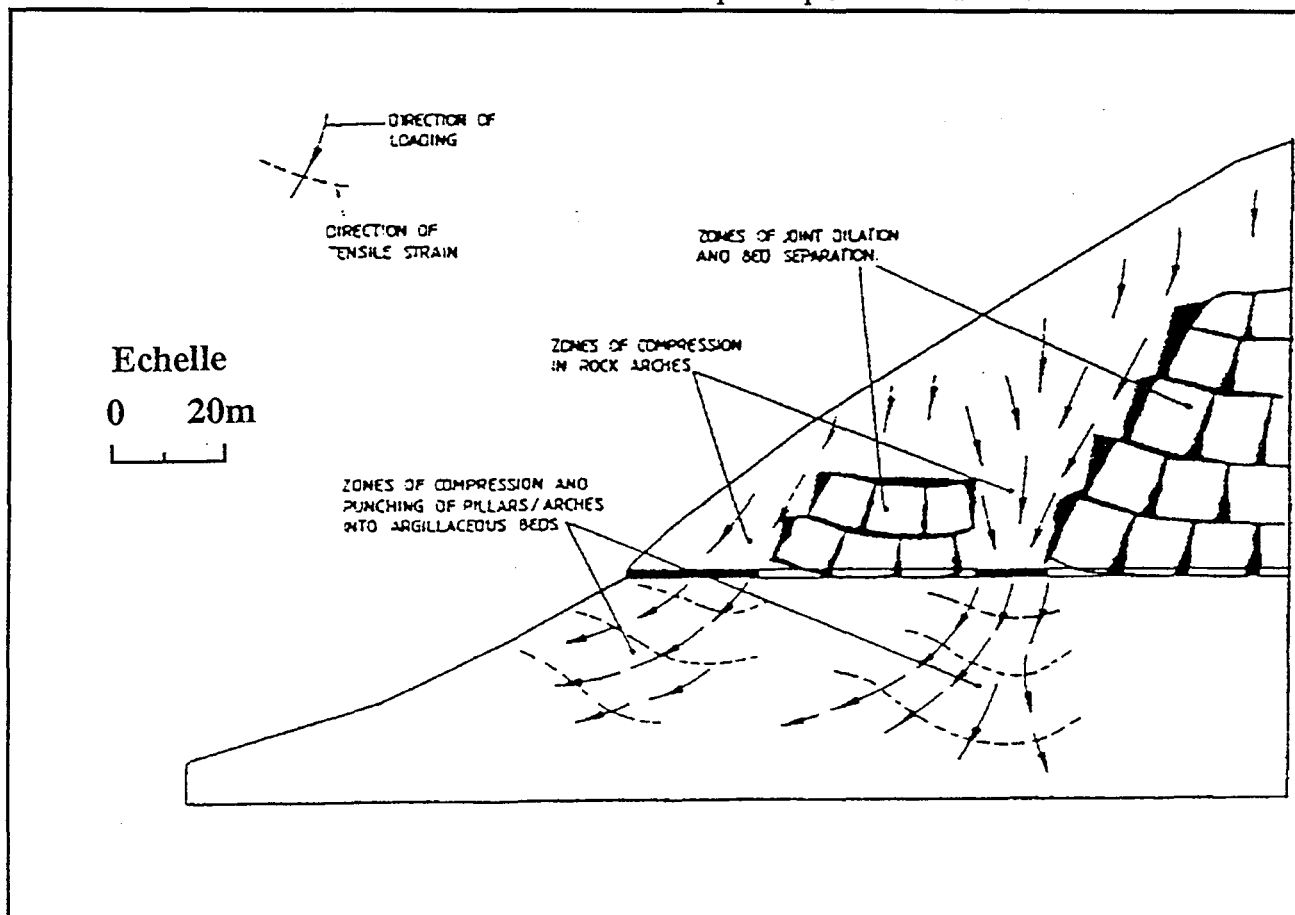 DIRECTION OF
LOADING
DIRECTION OF
TENSILE STRAIN
ZONES OF JOINT DILATION
AND BED SEPARATION.
Echelle
0 20m
ZONES OF COMPRESSION
IN ROCK ARCHES
ZONES OF COMPRESSION AND
PUNCHING OF PILLARS/ARCHES
INTO ARGILLACEOUS BEDS